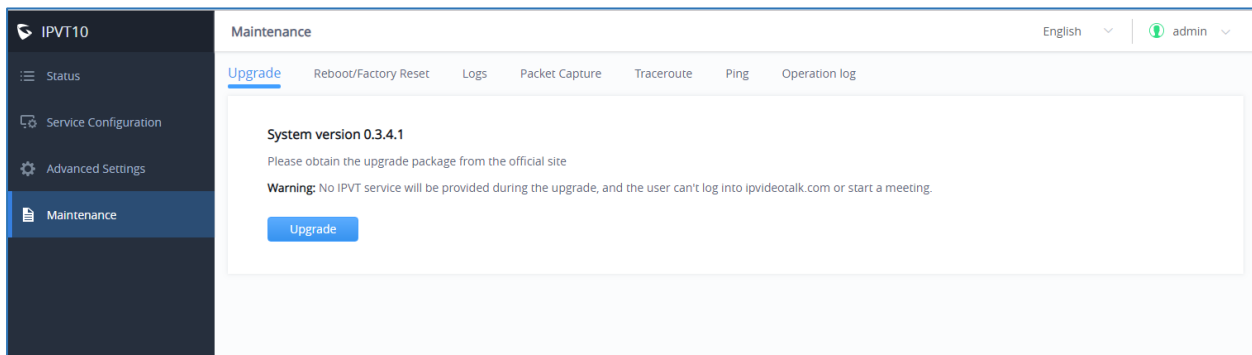 IPVT10
Maintenance
English
admin
Status
Service Configuration
Advanced Settings
Maintenance
Upgrade Reboot/Factory Reset Logs Packet Capture Traceroute Ping Operation log
System version 0.3.4.1
Please obtain the upgrade package from the official site
Warning: No IPVT service will be provided during the upgrade, and the user can't log into ipvideotalk.com or start a meeting.
Upgrade